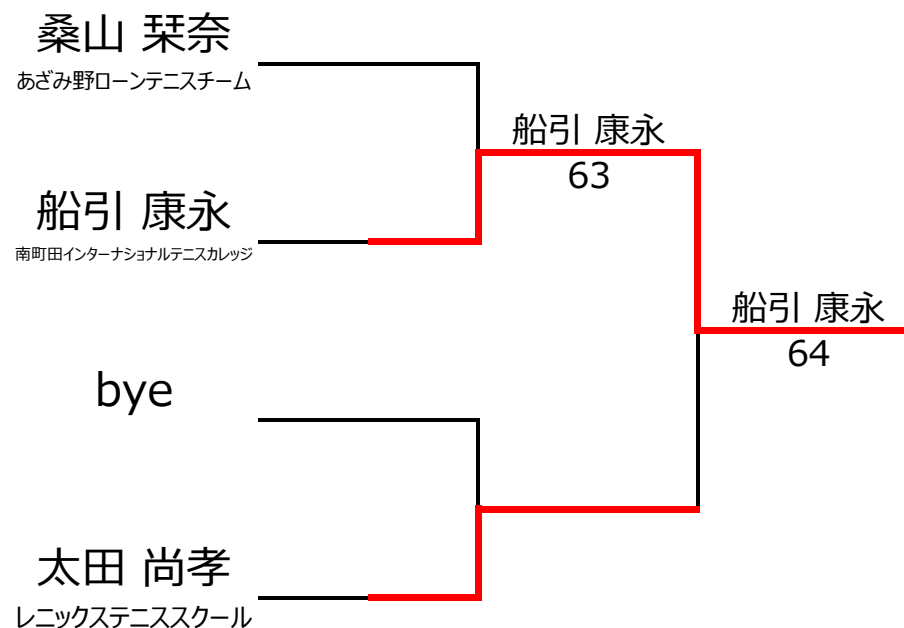 桑山 栞奈
あざみ野ローンテニスチーム
船引 康永
63
船引 康永
南町田インターナショナルテニスカレッジ
船引 康永
64
bye
太田 尚孝
レニックステニススクール